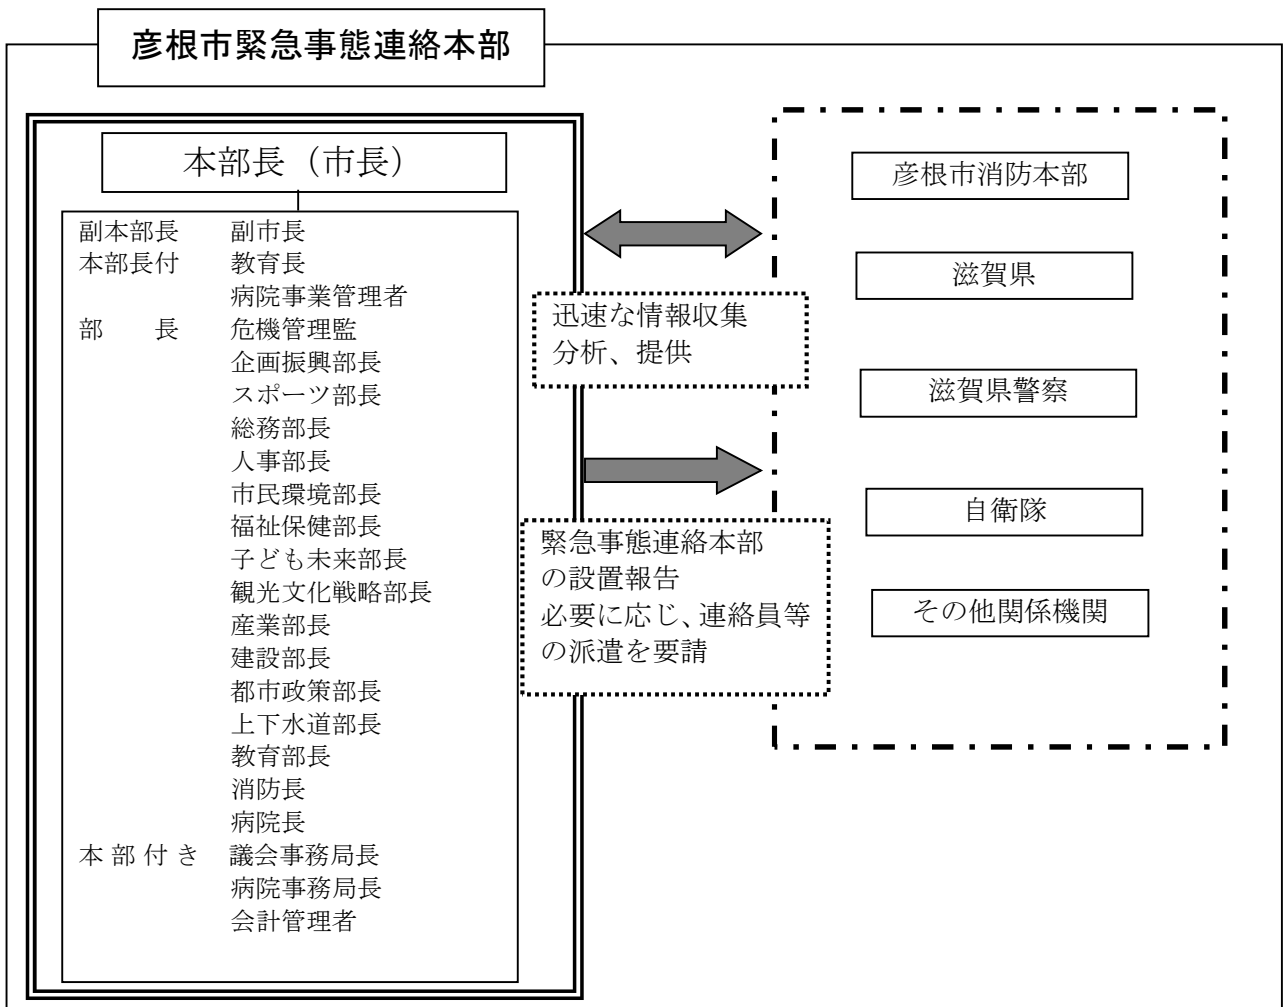 彦根市緊急事態連絡本部
本部長（市長）
副本部長 副市長
本部長付 教育長
病院事業管理者
部 長 危機管理監
企画振興部長
スポーツ部長
総務部長
人事部長
市民環境部長
福祉保健部長
子ども未来部長
観光文化戦略部長
産業部長
建設部長
都市政策部長
上下水道部長
教育部長
消防長
病院長
本部付き 議会事務局長
病院事務局長
会計管理者
迅速な情報収集
分析、提供
緊急事態連絡本部
の設置報告
必要に応じ、連絡員等
の派遣を要請
彦根市消防本部
滋賀県
滋賀県警察
自衛隊
その他関係機関